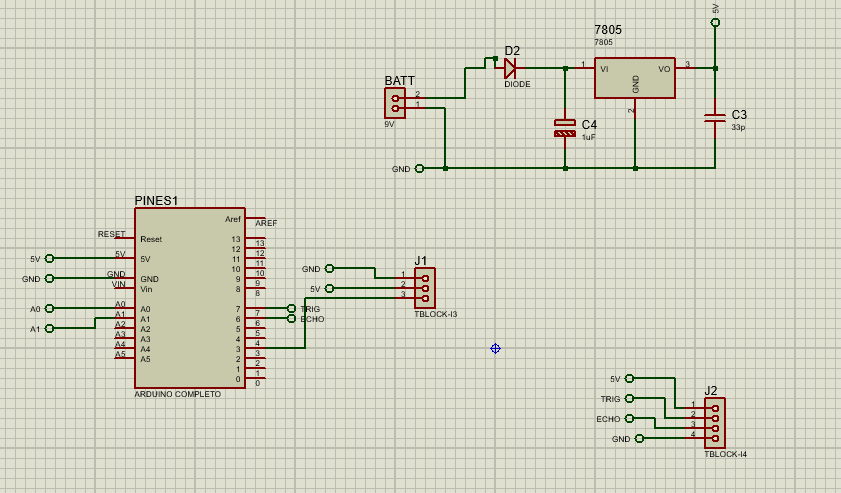 5V
7805
7805
D2
DIODE
1
VI
VO
3
GND
2
BATT
2
1
9V
C4
1uF
C3
33p
GND
PINES1
Aref
AREF
RESET
Reset
5V
5V
5V
GND
GND
GND
VIN
Vin
A0
A0
A0
A1
A1
A1
A2
A2
A3
A3
A4
A4
A5
A5
13
13
12
12
11
11
10
10
9
9
8
8
7
7
TRIG
6
6
ECHO
5
5
4
4
3
3
2
2
1
1
0
0
ARDUINO COMPLETO
GND
5V
J1
1
2
3
TBLOCK-I3
5V
TRIG
ECHO
GND
J2
1
2
3
4
TBLOCK-I4